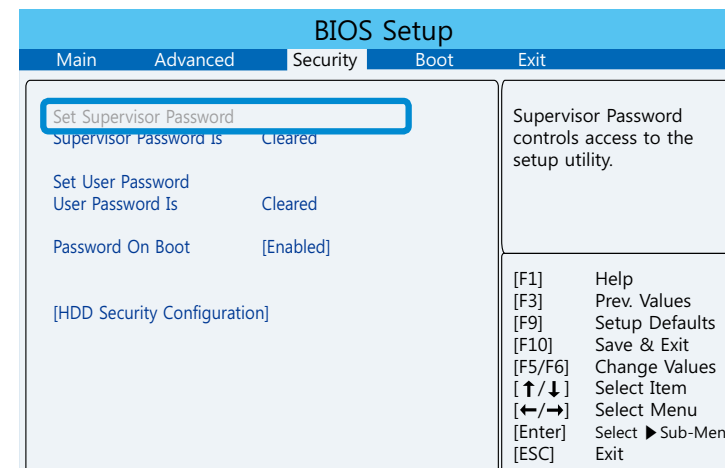 BIOS Setup
Main Advanced Security Boot Exit
Set Supervisor Password
Supervisor Password Is Cleared
Set User Password
User Password Is Cleared
Password On Boot [Enabled]
[HDD Security Configuration]
Supervisor Password
controls access to the
setup utility.
[F1] Help
[F3] Prev. Values
[F9] Setup Defaults
[F10] Save & Exit
[F5/F6] Change Values
[↑/↓] Select Item
[←/→] Select Menu
[Enter] Select ▶Sub-Men
[ESC] Exit